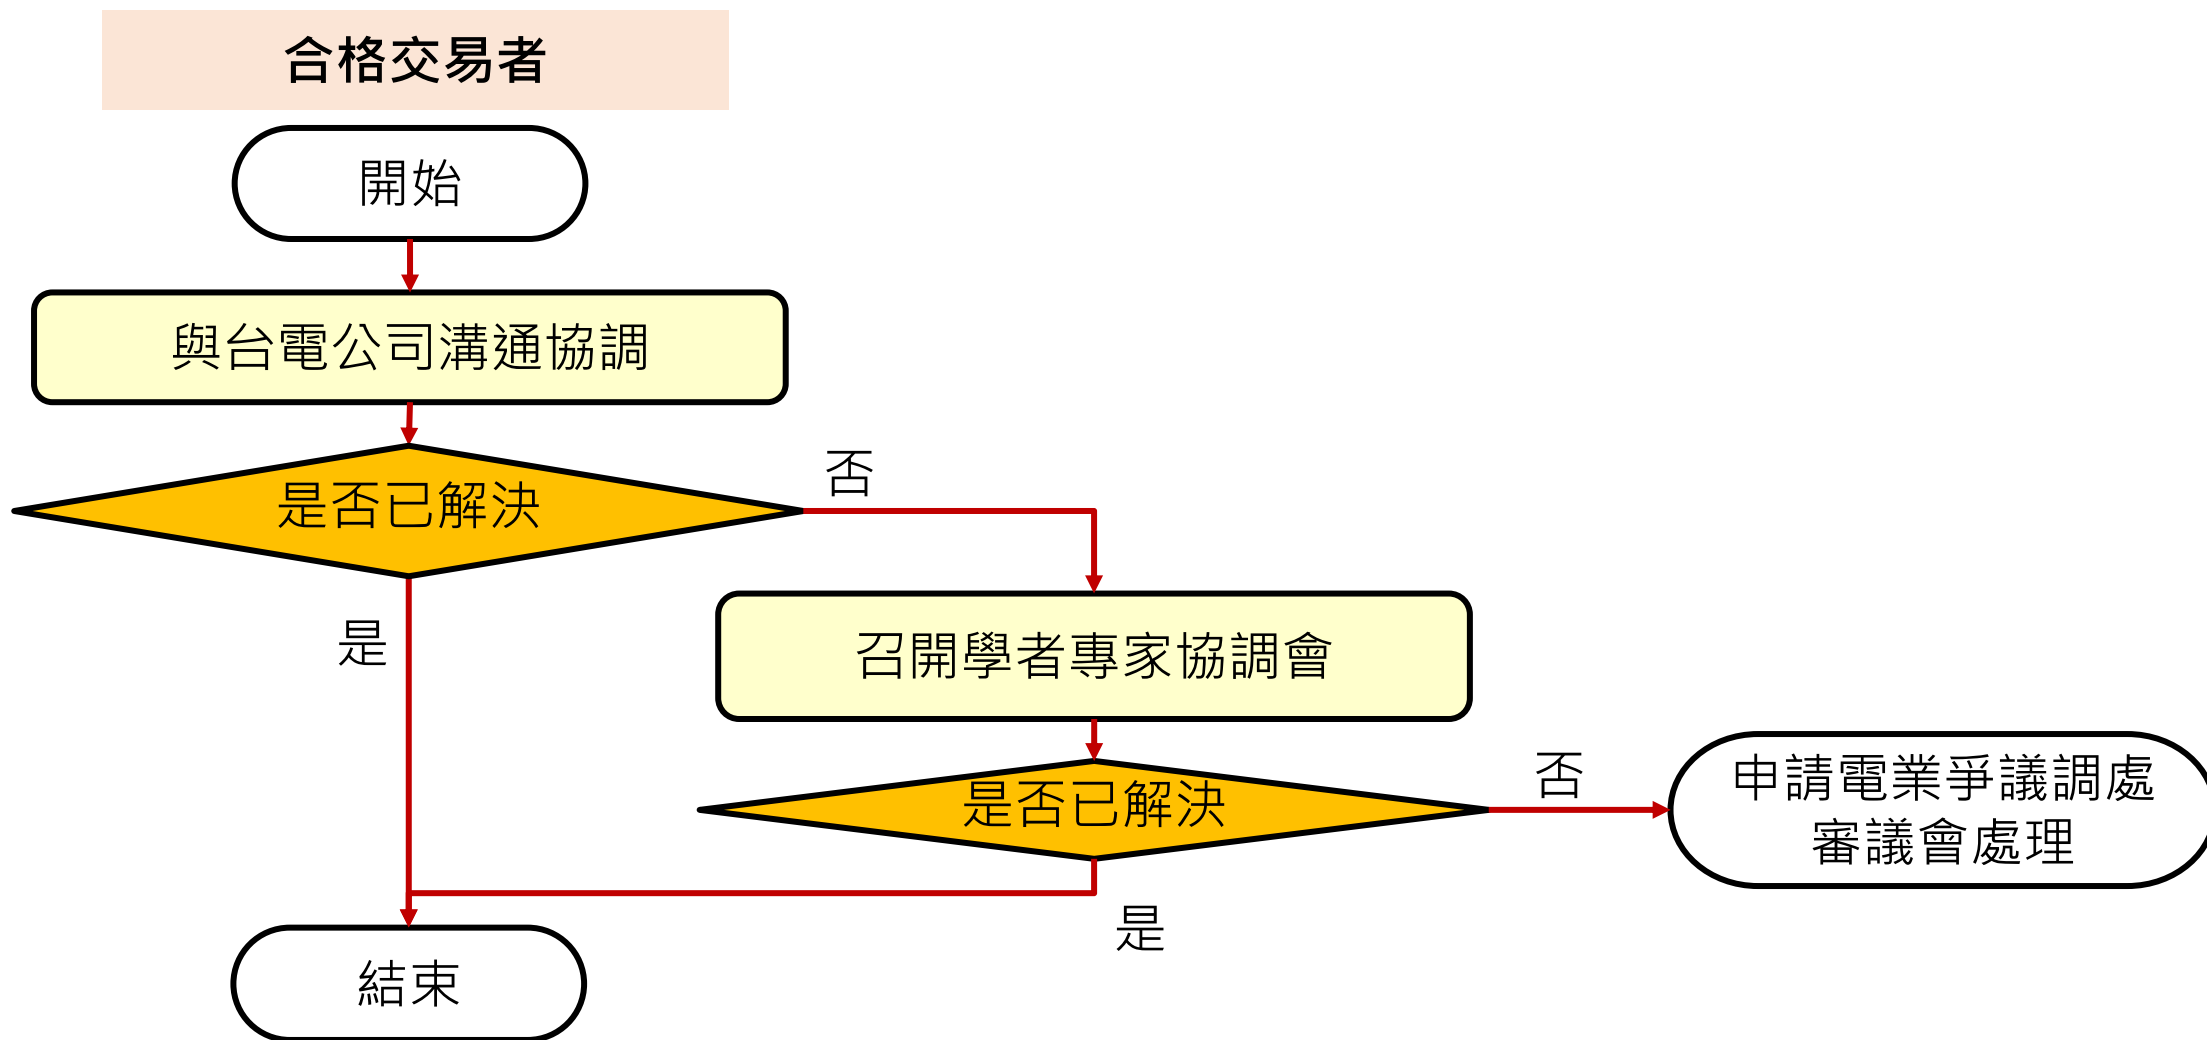 合格交易者
開始
與台電公司溝通協調
是否已解決
否
是
召開學者專家協調會
是否已解決
否
申請電業爭議調處
審議會處理
是
結束